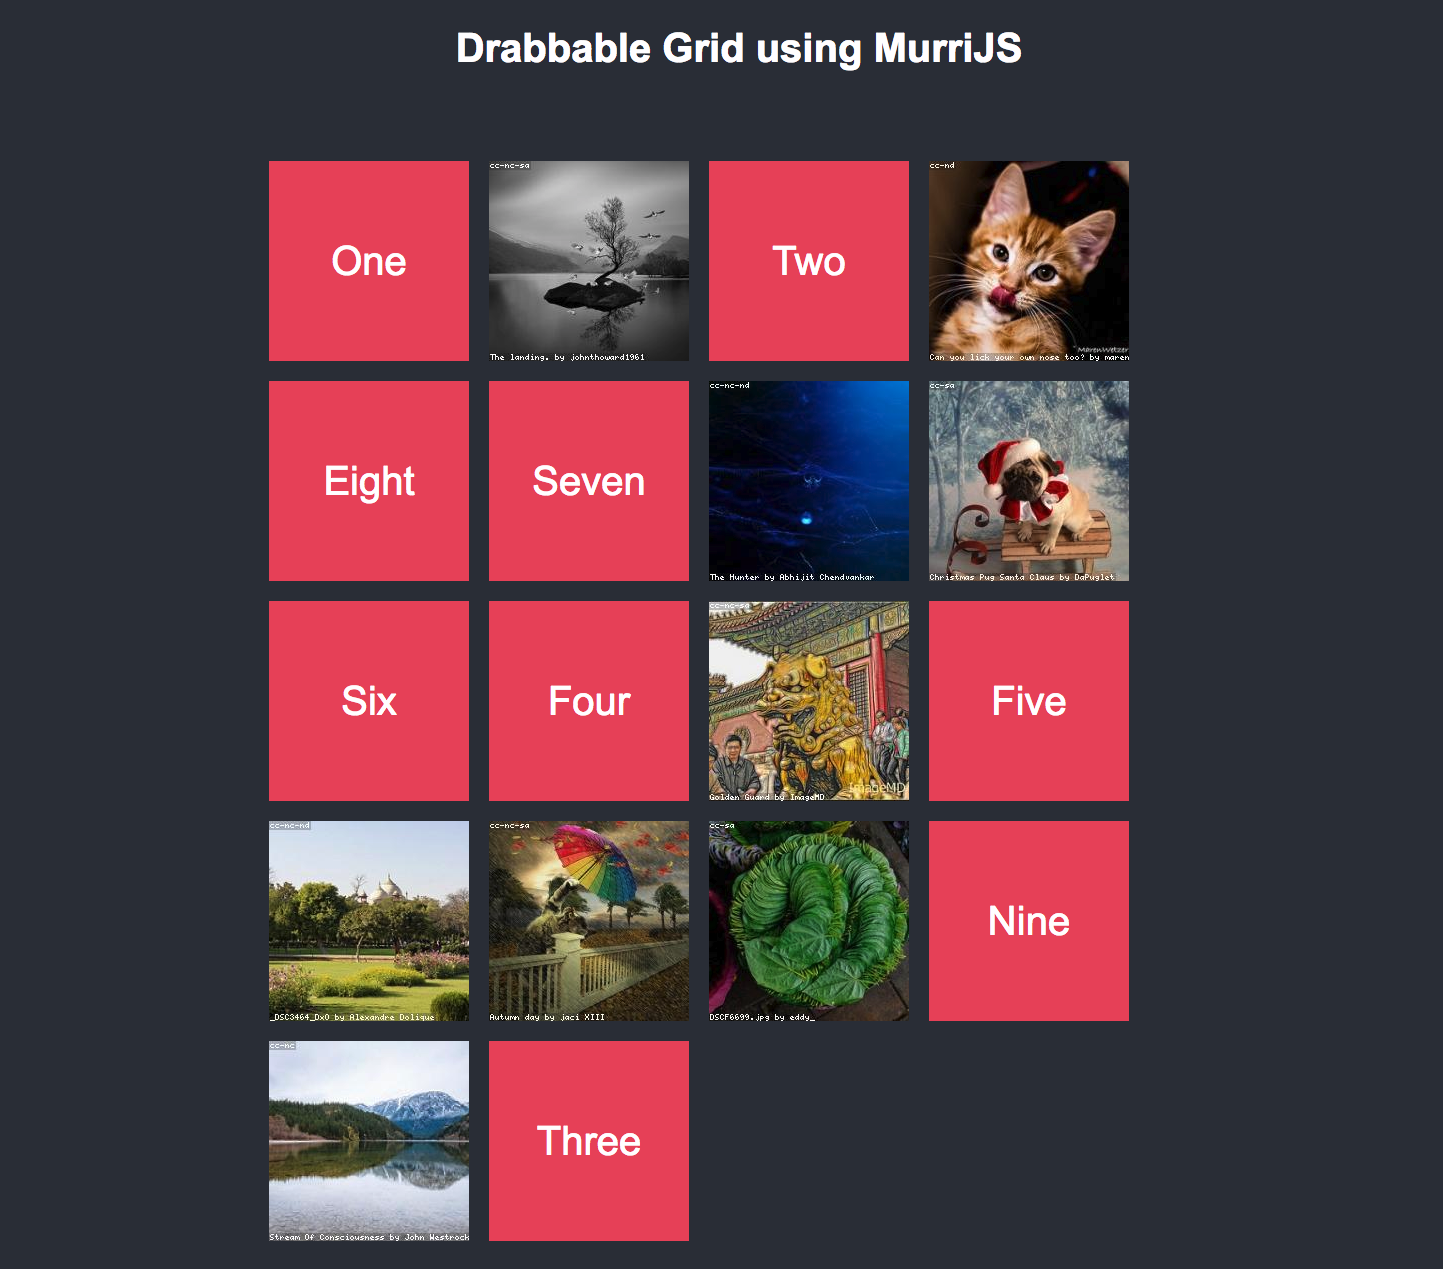 Drabbable Grid using MurriJS
One
cc-nc-sa
The landing. by johnthoward1961
Two
cc-nd
MarenWetzer
Can you lick your own nose too? by maren
Eight
Seven
cc-nc-nd
The Hunter by Abhijit Chendvankar
cc-sa
Christmas Pug Santa Claus by DaPuglet
Six
Four
cc-nc-sa
ImageMD
Golden Guard by ImageMD
Five
cc-nc-nd
_DSC3464_DxO by Alexandre Dolique
cc-nc-sa
Autumn day by jaci XIII
cc-sa
DSCF6699.jpg by eddy_
Nine
cc-nc
Stream Of Consciousness by John Westrock
Three